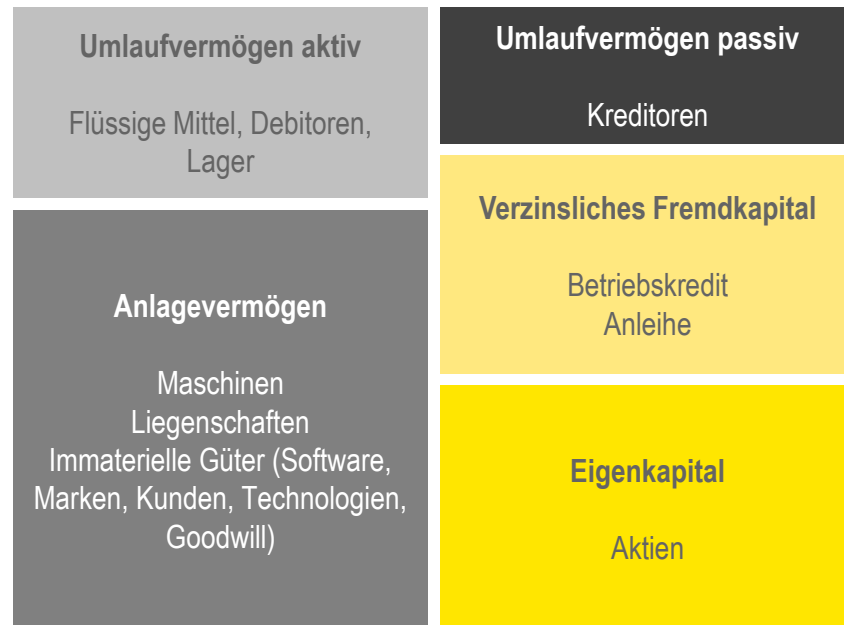 Umlaufvermögen aktiv
Flüssige Mittel, Debitoren,
Lager
Anlagevermögen
Maschinen
Liegenschaften
Immaterielle Güter (Software,
Marken, Kunden, Technologien,
Goodwill)
Umlaufvermögen passiv
Kreditoren
Verzinsliches Fremdkapital
Betriebskredit
Anleihe
Eigenkapital
Aktien